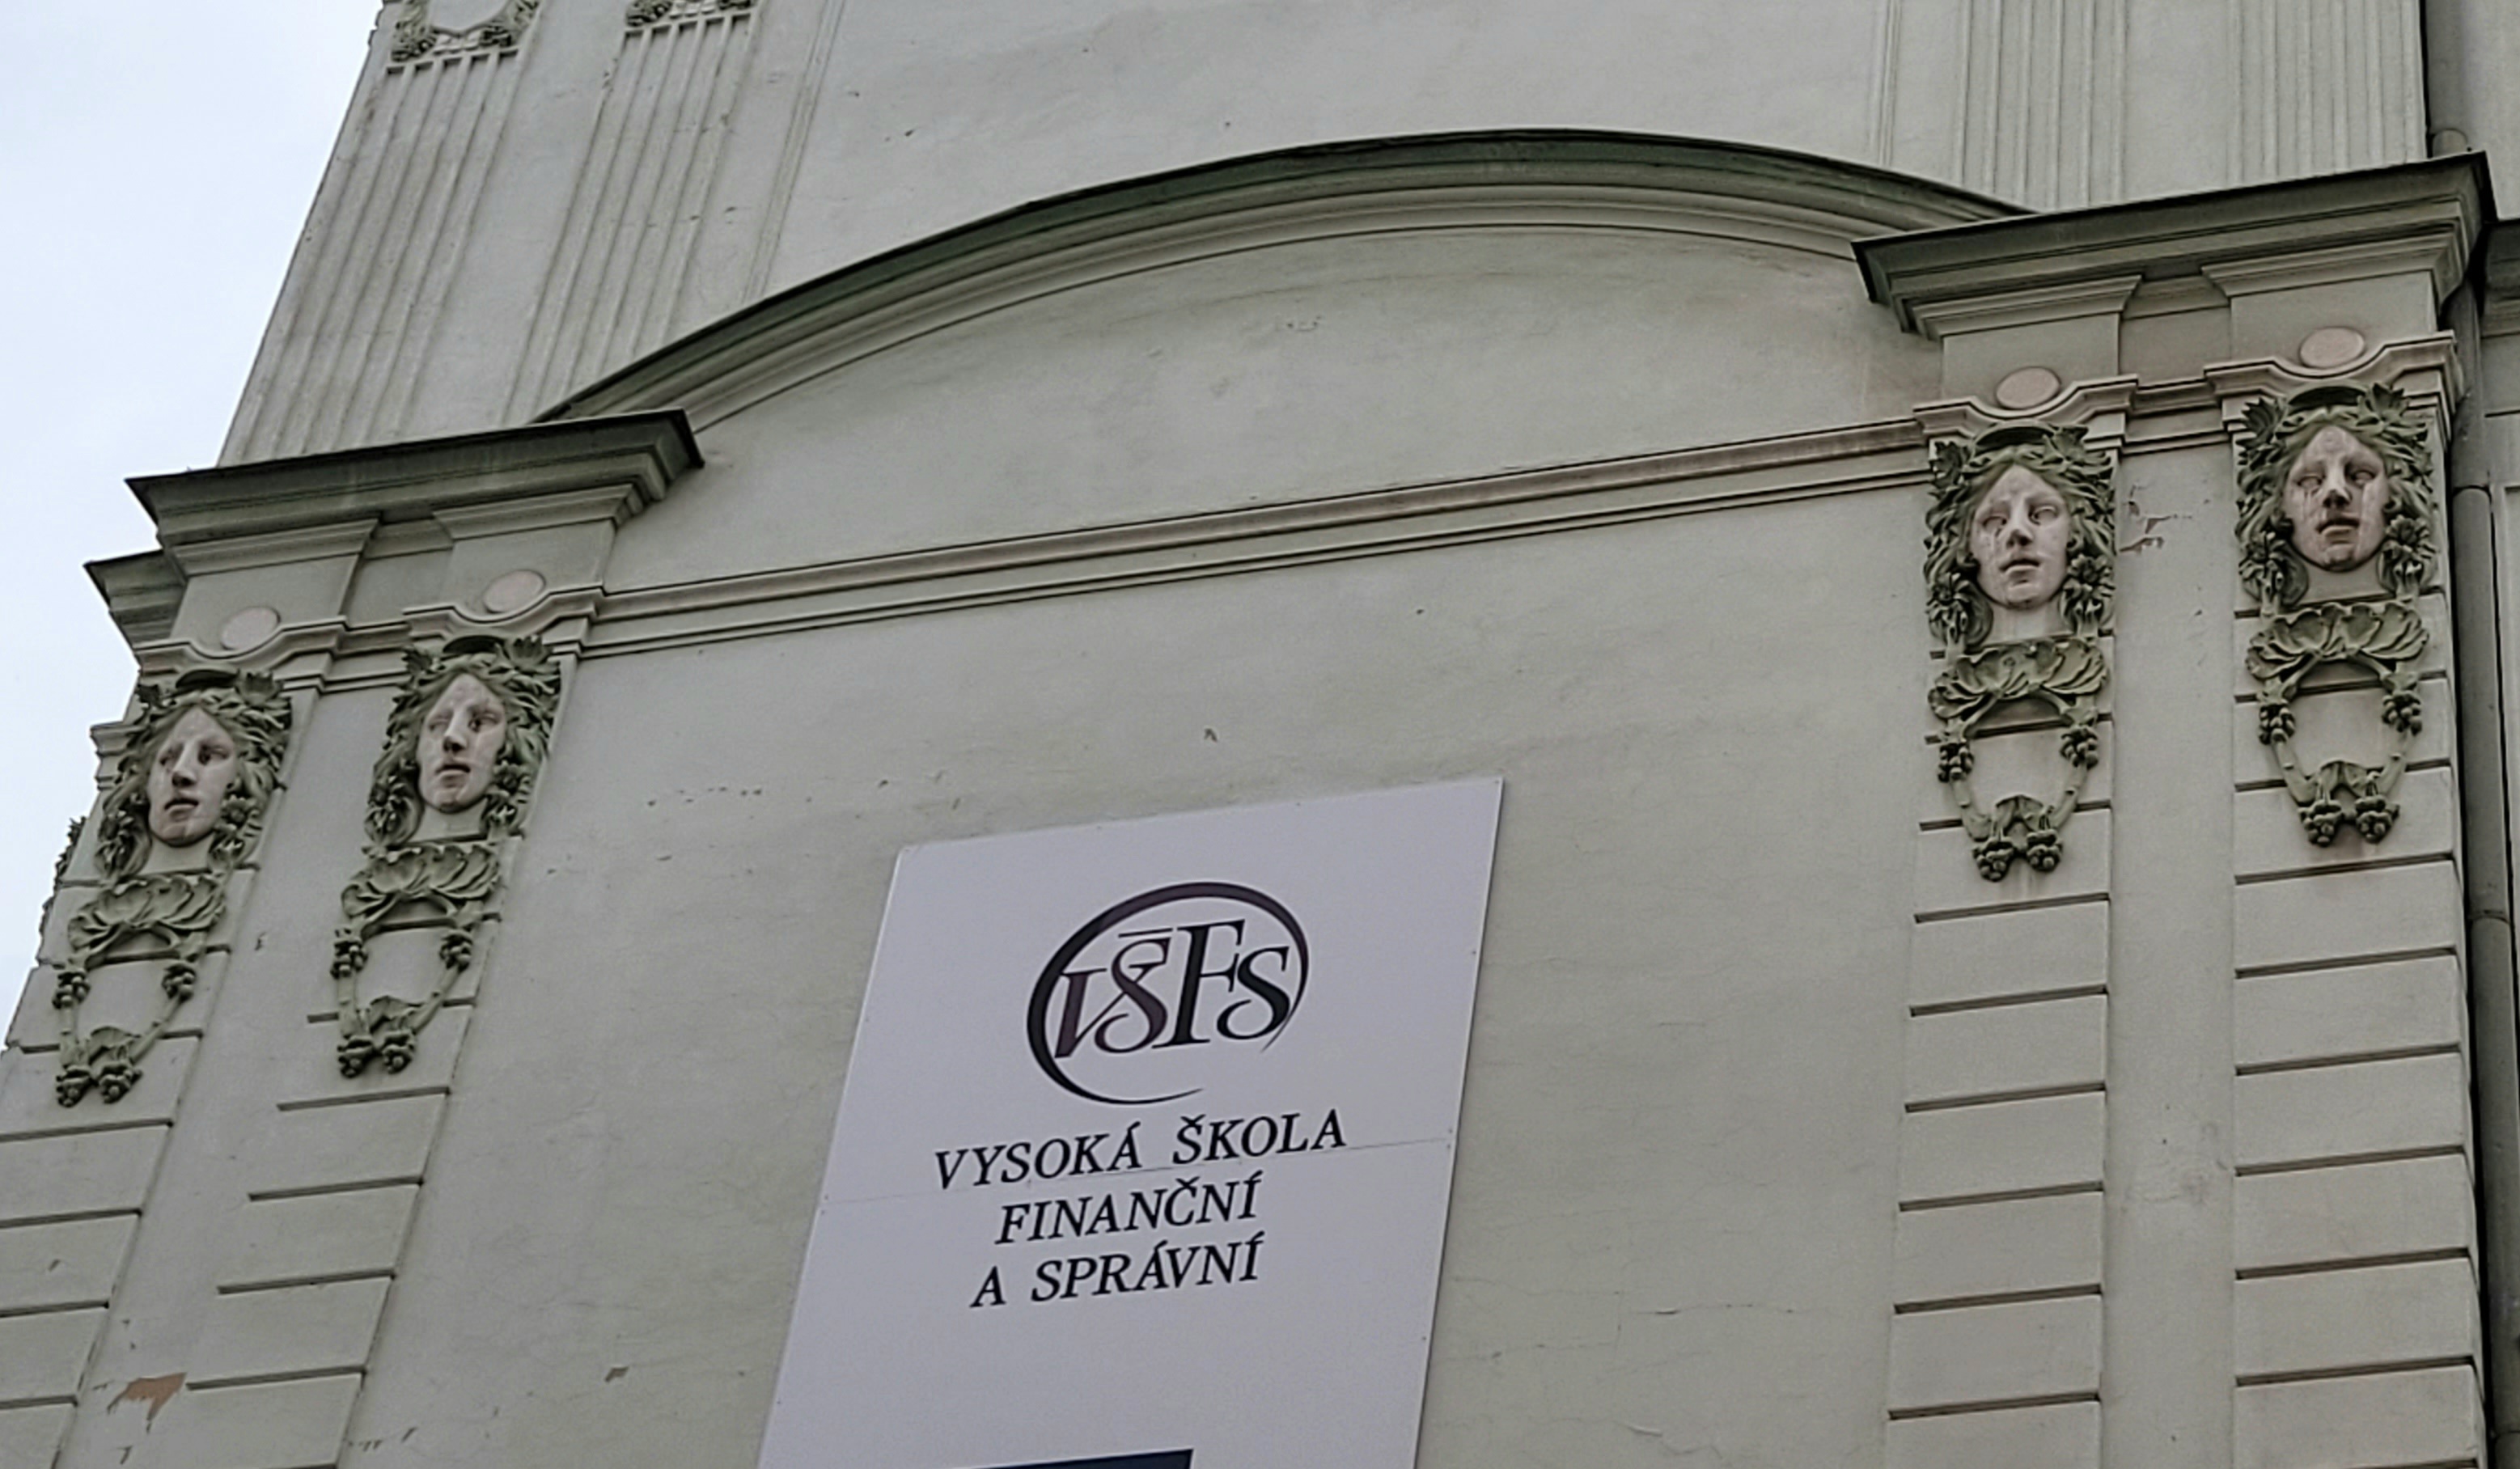 VŠFS
VYSOKÁ ŠKOLA
FINANČNÍ
A SPRÁVNÍ